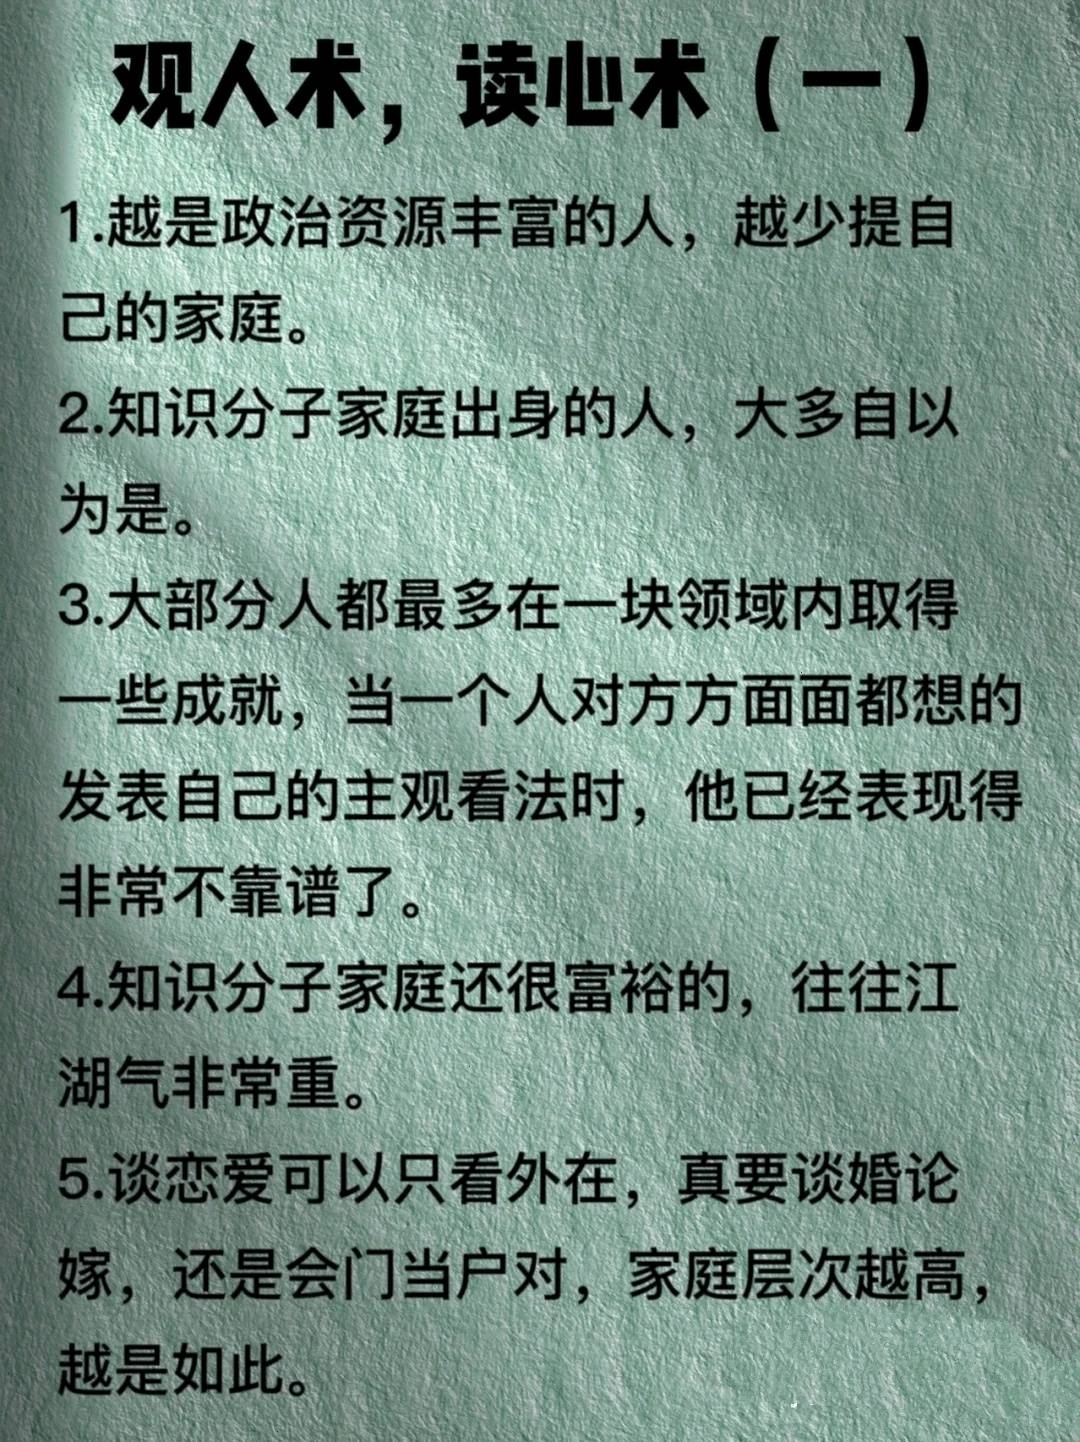 观人术，读心术（一）
1.越是政治资源丰富的人，越少提自
己的家庭。
2.知识分子家庭出身的人，大多自以
为是。
3.大部分人都最多在一块领域内取得
一些成就，当一个人对方方面面都想的
发表自己的主观看法时，他已经表现得
非常不靠谱了。
4.知识分子家庭还很富裕的，往往江
湖气非常重。
5.谈恋爱可以只看外在，真要谈婚论
嫁，还是会门当户对，家庭层次越高，
越是如此。